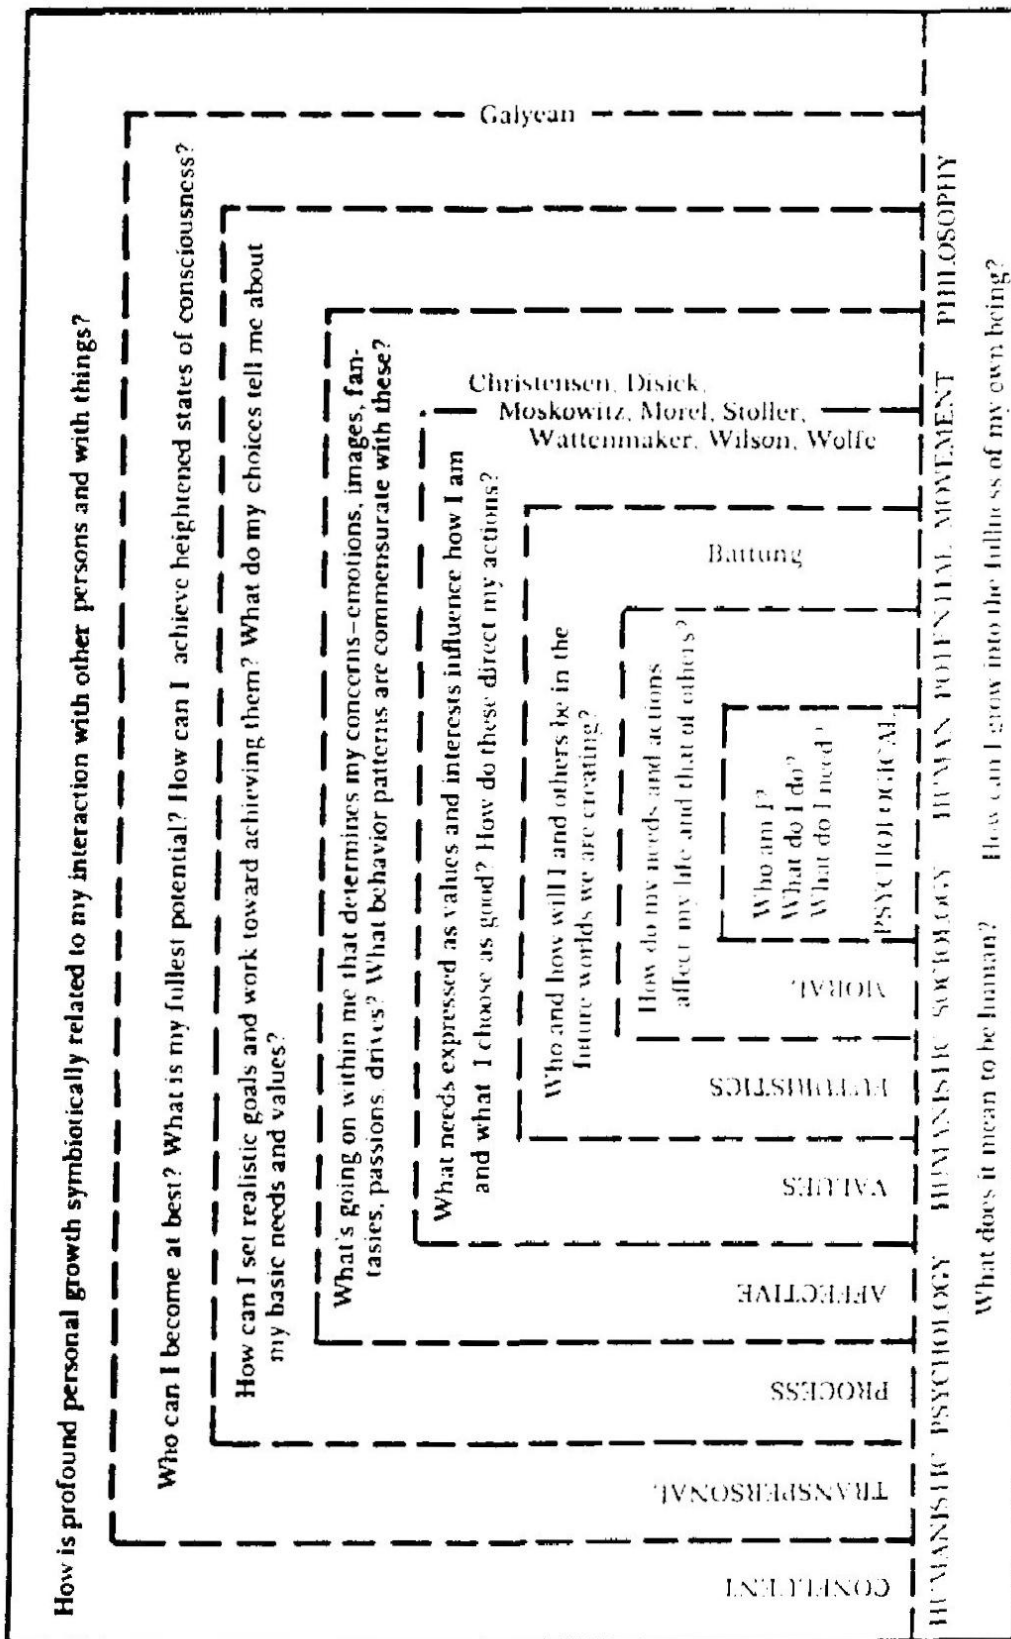 How is profound personal growth symbiotically related to my interaction with other persons and with things?
Galyean
Who can I become at best? What is my fullest potential? How can I achieve heightened states of consciousness?
How can I set realistic goals and work toward achieving them? What do my choices tell me about
my basic needs and values?
What's going on within me that determines my concerns–emotions, images, fan-
tasies, passions, drives? What behavior patterns are commensurate with these?
Christensen, Disick,
Moskowitz, Morel, Stoller,
Wattenmaker, Wilson, Wolfe
What needs expressed as values and interests influence how I am
and what I choose as good? How do these direct my actions?
Battung
Who and how will I and others be in the
future worlds we are creating?
How do my needs and actions
affect my life and that of others?
Who am I?
What do I do?
What do I need?
PSYCHOLOGICAL
CONFLUENT
TRANSPERSONAL
PROCESS
AFFECTIVE
VALUES
FUTURISTICS
MORAL
HUMANISTIC PSYCHOLOGY HUMANISTIC SOCIOLOGY HUMAN POTENTIAL MOVEMENT PHILOSOPHY
What does it mean to be human? How can I grow into the fullness of my own being?